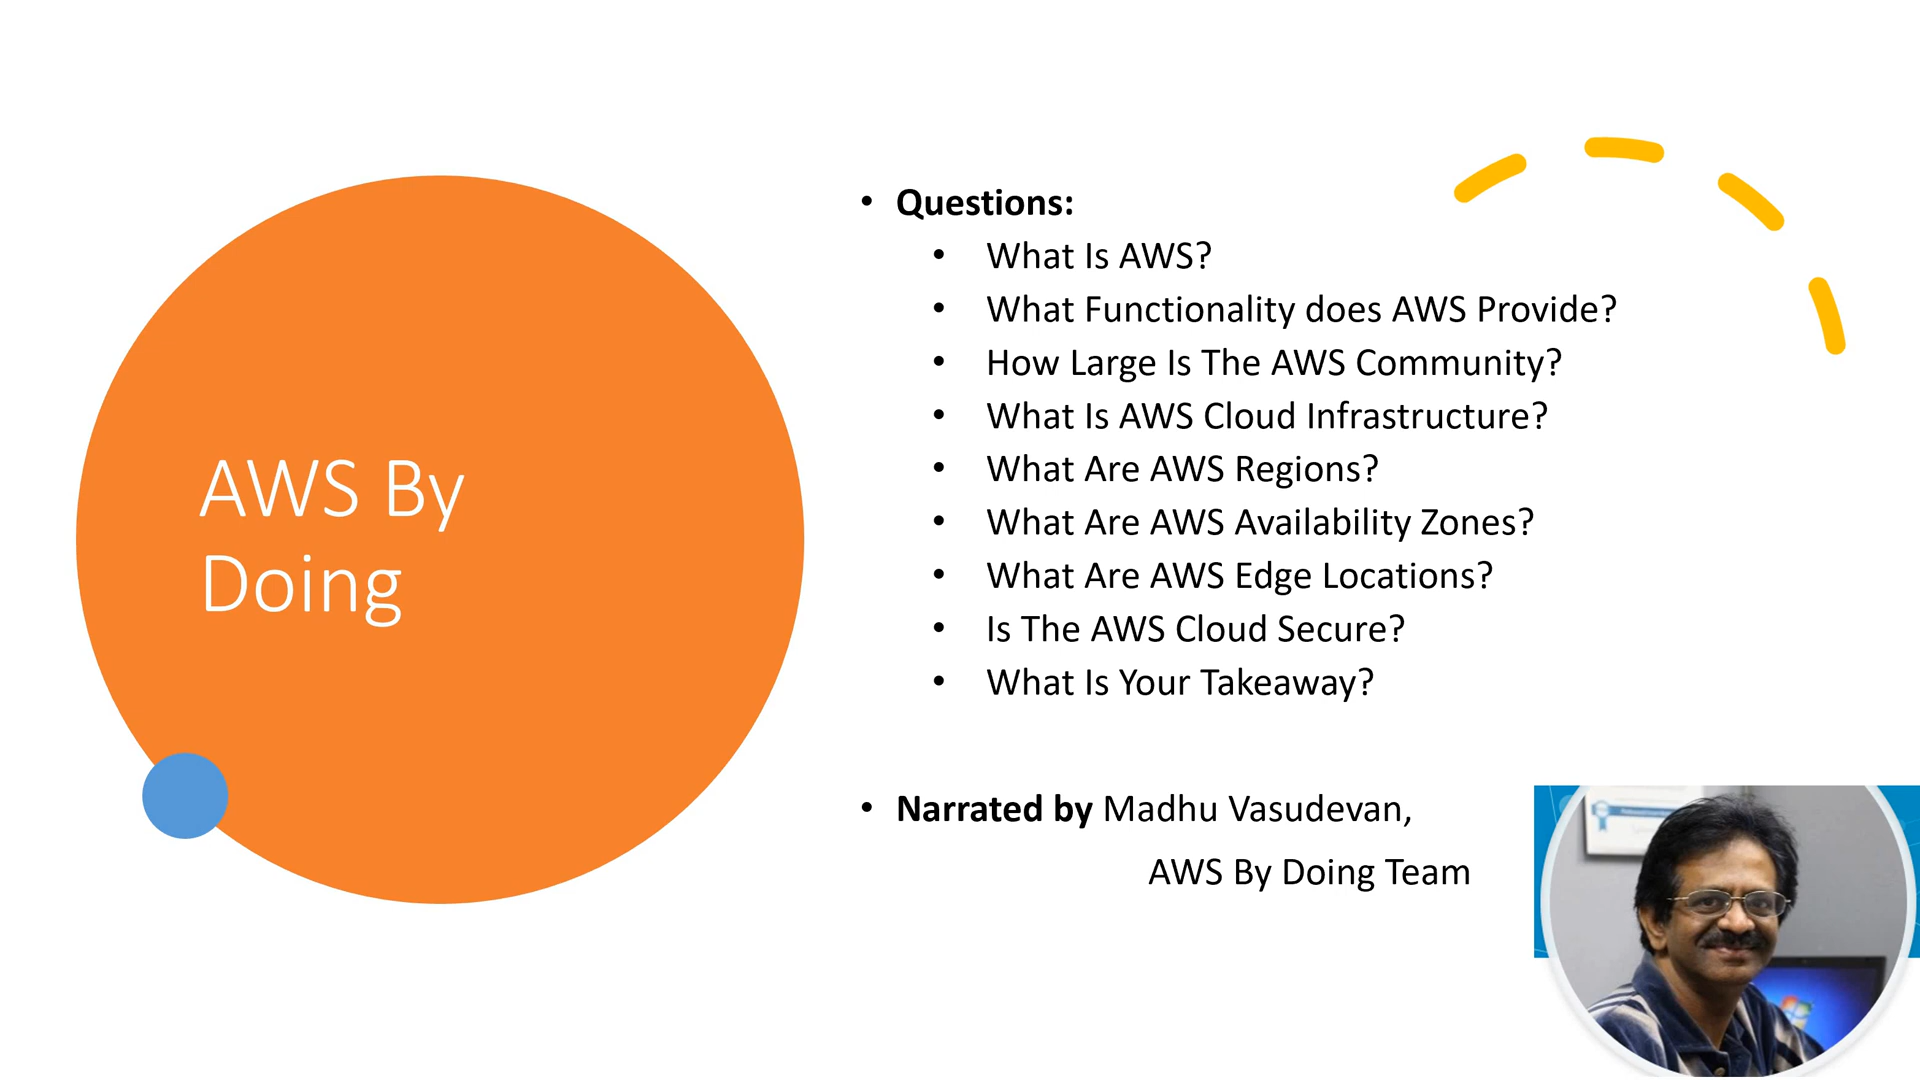 AWS By
Doing
• Questions:
• What Is AWS?
• What Functionality does AWS Provide?
• How Large Is The AWS Community?
• What Is AWS Cloud Infrastructure?
• What Are AWS Regions?
• What Are AWS Availability Zones?
• What Are AWS Edge Locations?
• Is The AWS Cloud Secure?
• What Is Your Takeaway?
• Narrated by Madhu Vasudevan,
AWS By Doing Team